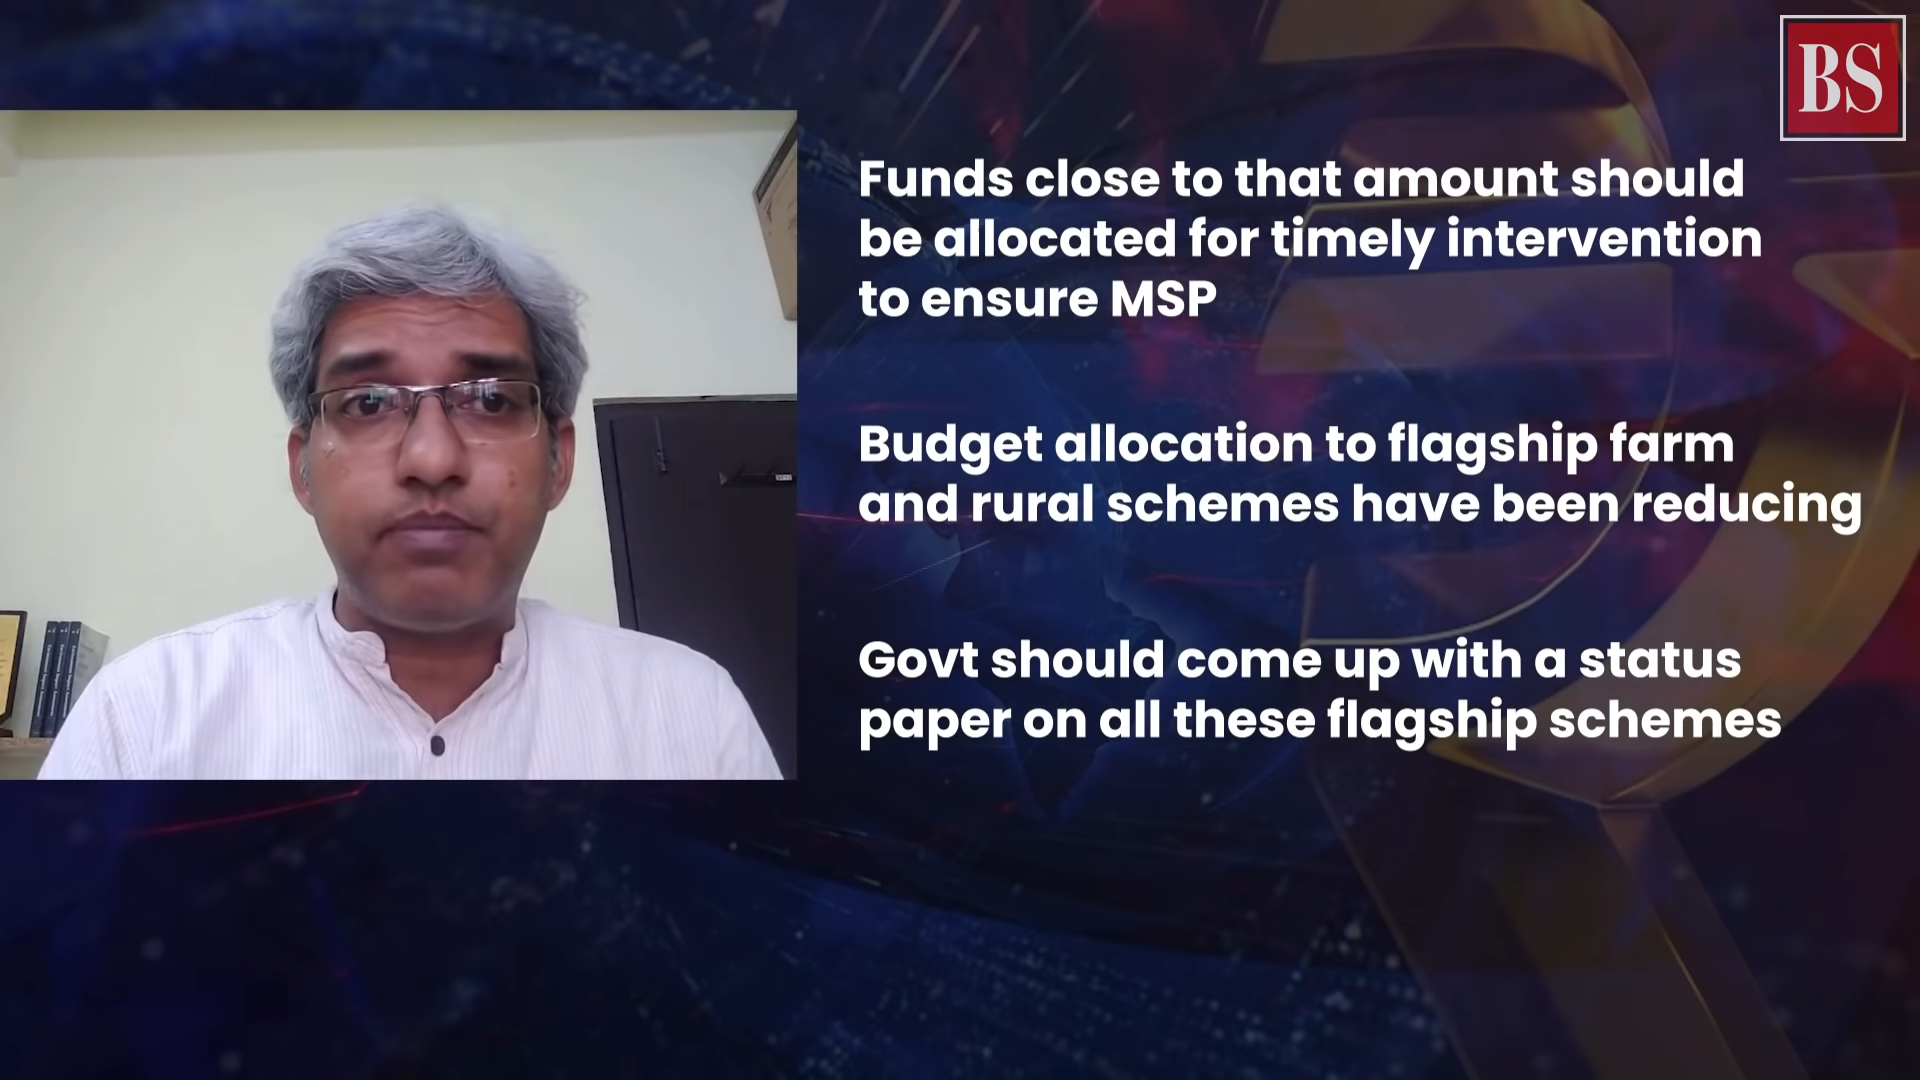 BS
Funds close to that amount should
be allocated for timely intervention
to ensure MSP
Budget allocation to flagship farm
and rural schemes have been reducing
Govt should come up with a status
paper on all these flagship schemes